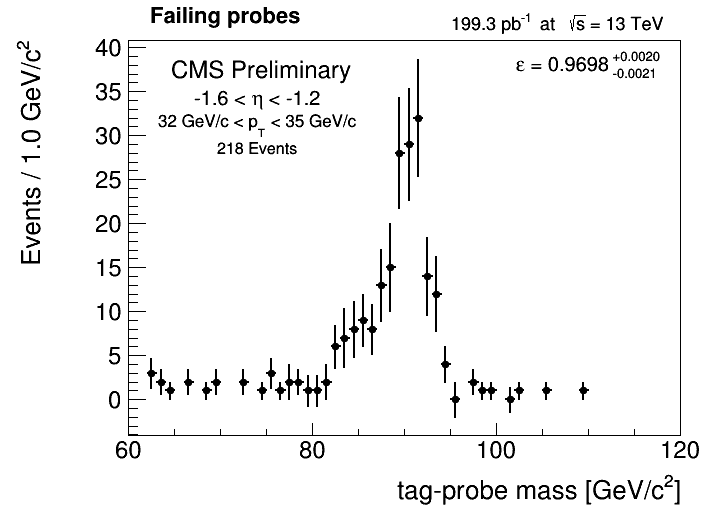 Failing probes
199.3 pb⁻¹ at √s = 13 TeV
CMS Preliminary
-1.6 < η < -1.2
32 GeV/c < p_T < 35 GeV/c
218 Events
ε = 0.9698 +0.0020 -0.0021
Events / 1.0 GeV/c²
40
35
30
25
20
15
10
5
0
60 80 100 120
tag-probe mass [GeV/c²]